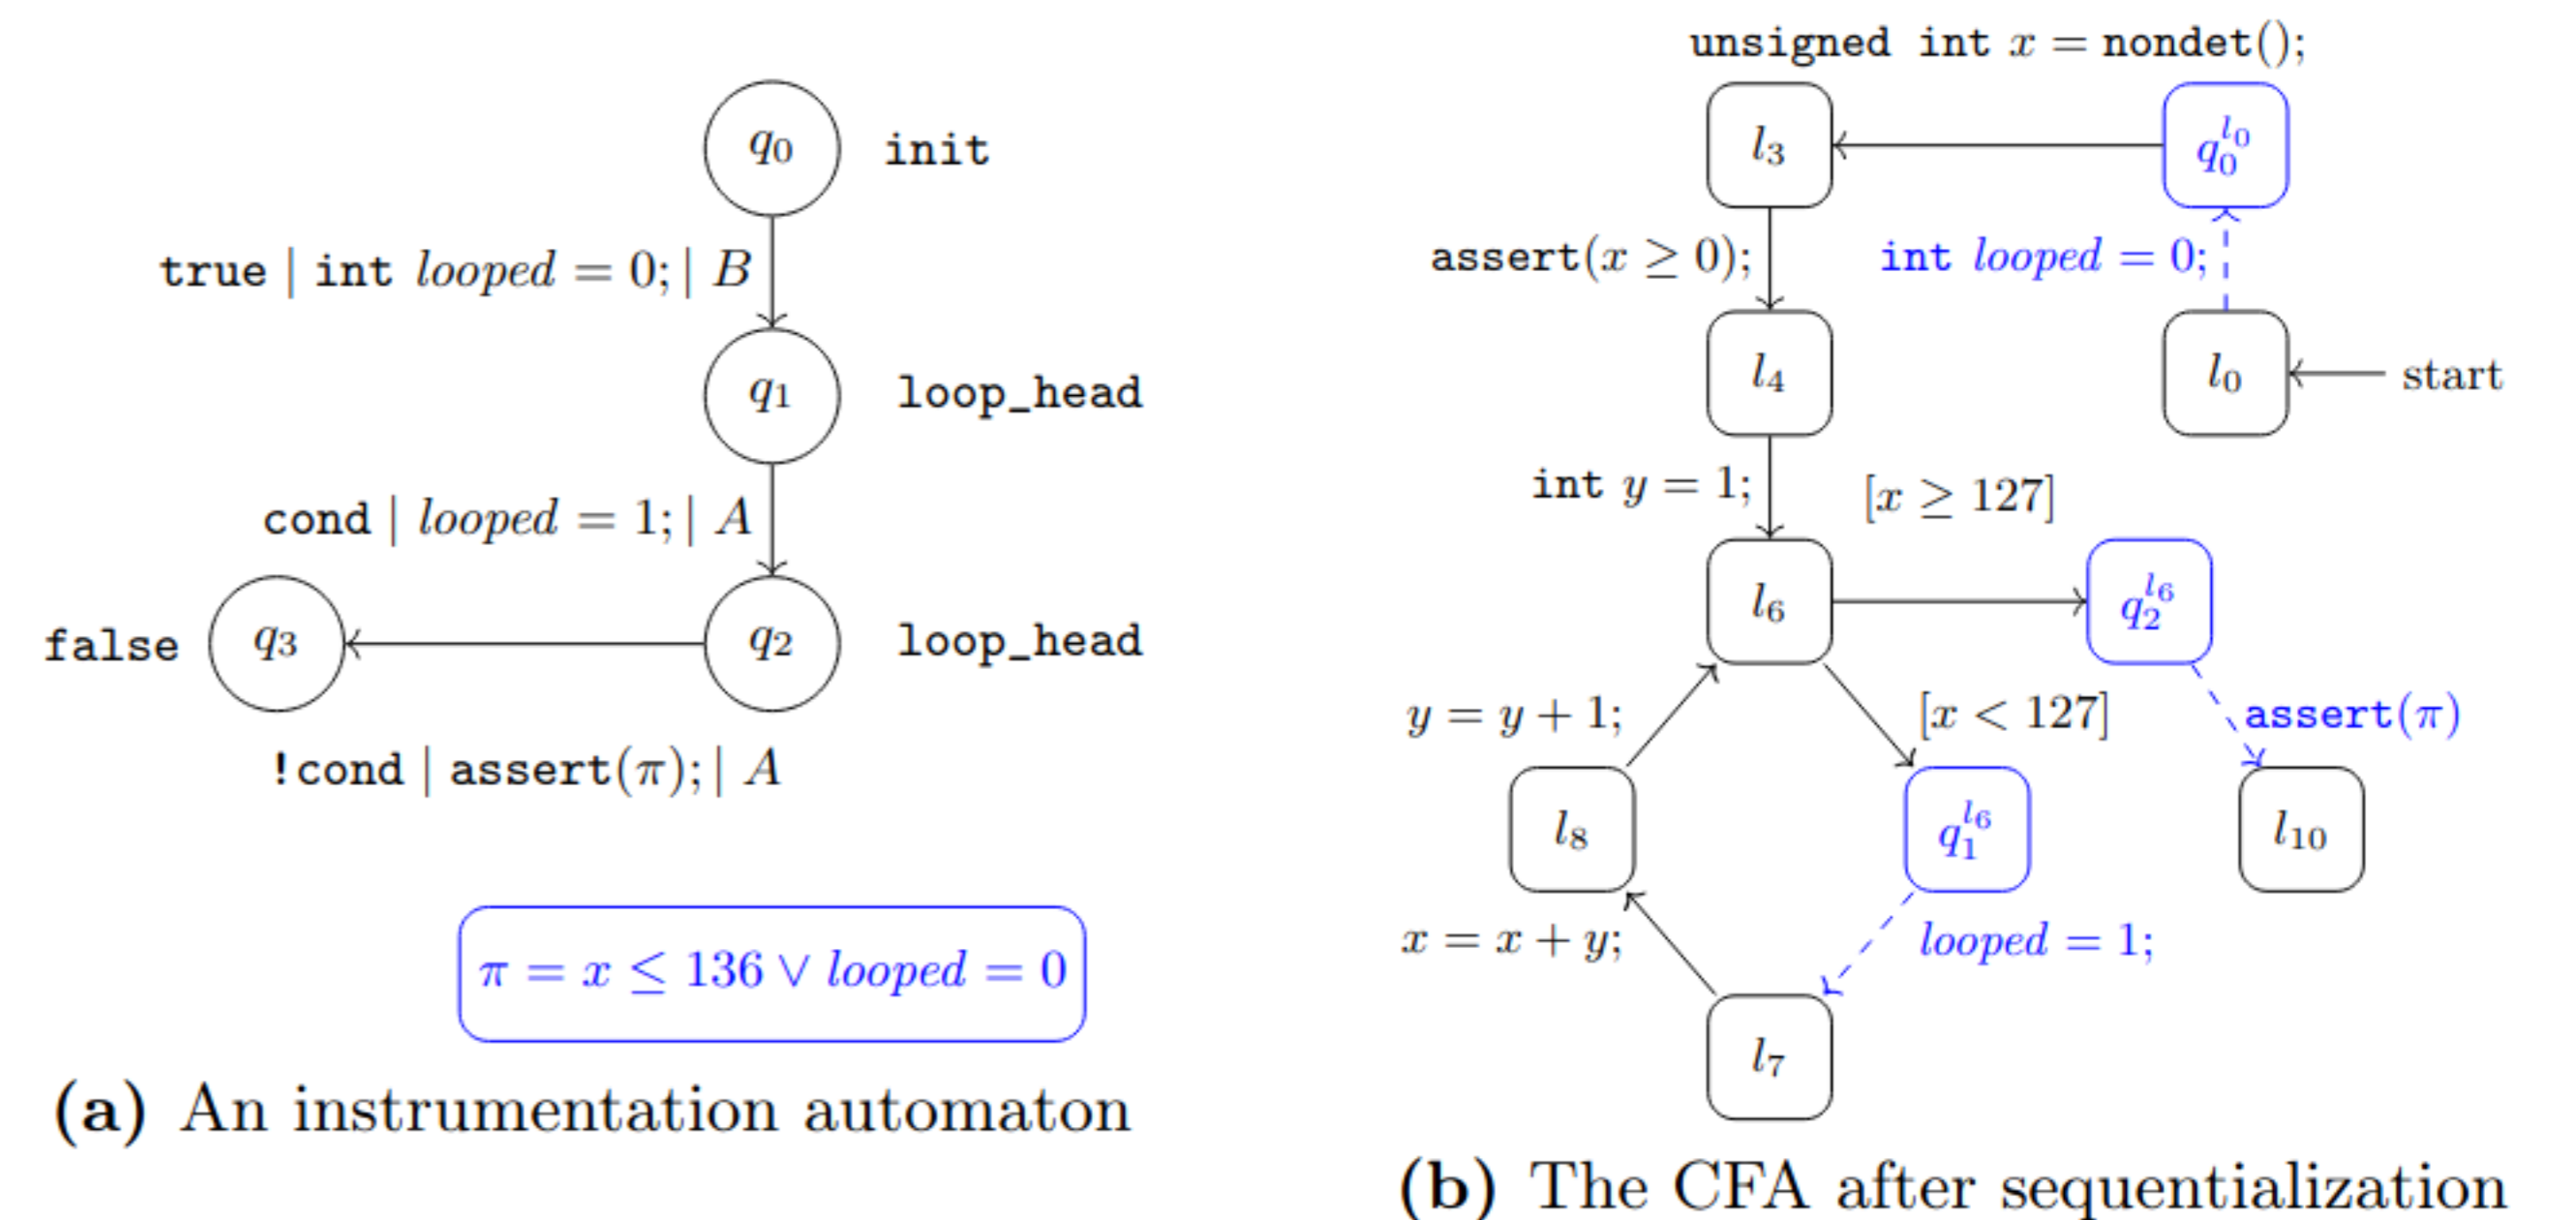 q₀ init
true | int looped = 0; | B
q₁ loop_head
cond | looped = 1; | A
false q₃ q₂ loop_head
!cond | assert(π); | A
π = x ≤ 136 ∨ looped = 0
(a) An instrumentation automaton
unsigned int x = nondet();
l₃ q₀^{l₀}
assert(x ≥ 0); int looped = 0;
l₄ l₀ start
int y = 1; [x ≥ 127]
l₆ q₂^{l₆}
y = y + 1; [x < 127] assert(π)
l₈ q₁^{l₆} l₁₀
x = x + y; looped = 1;
l₇
(b) The CFA after sequentialization